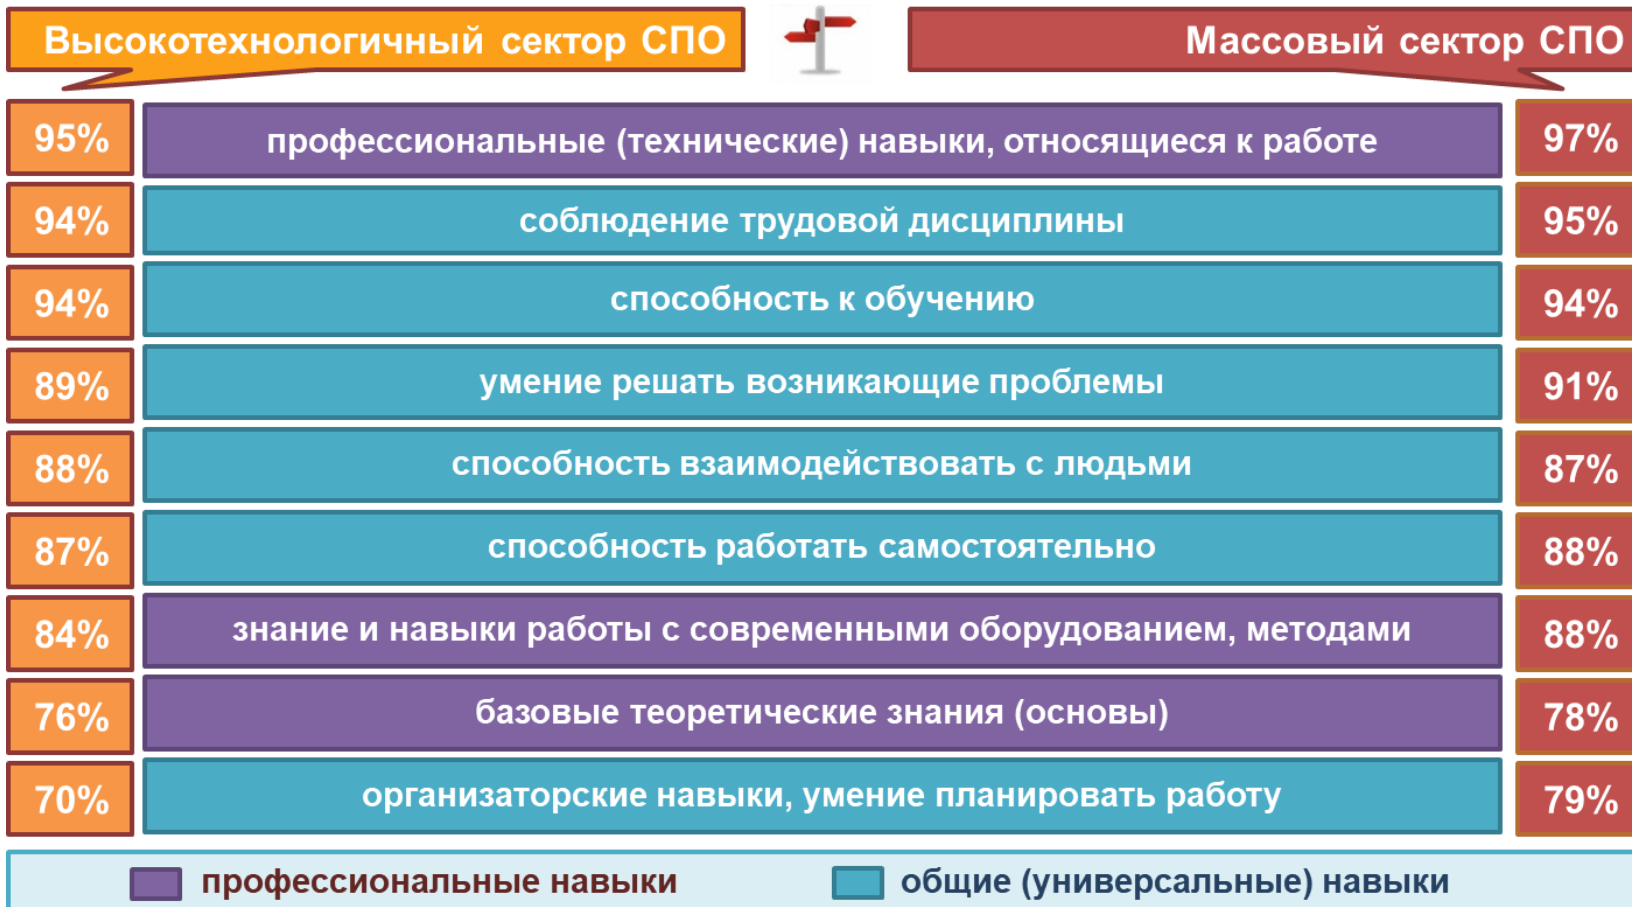 Высокотехнологичный сектор СПО
Массовый сектор СПО
95% профессиональные (технические) навыки, относящиеся к работе 97%
94% соблюдение трудовой дисциплины 95%
94% способность к обучению 94%
89% умение решать возникающие проблемы 91%
88% способность взаимодействовать с людьми 87%
87% способность работать самостоятельно 88%
84% знание и навыки работы с современными оборудованием, методами 88%
76% базовые теоретические знания (основы) 78%
70% организаторские навыки, умение планировать работу 79%
профессиональные навыки
общие (универсальные) навыки